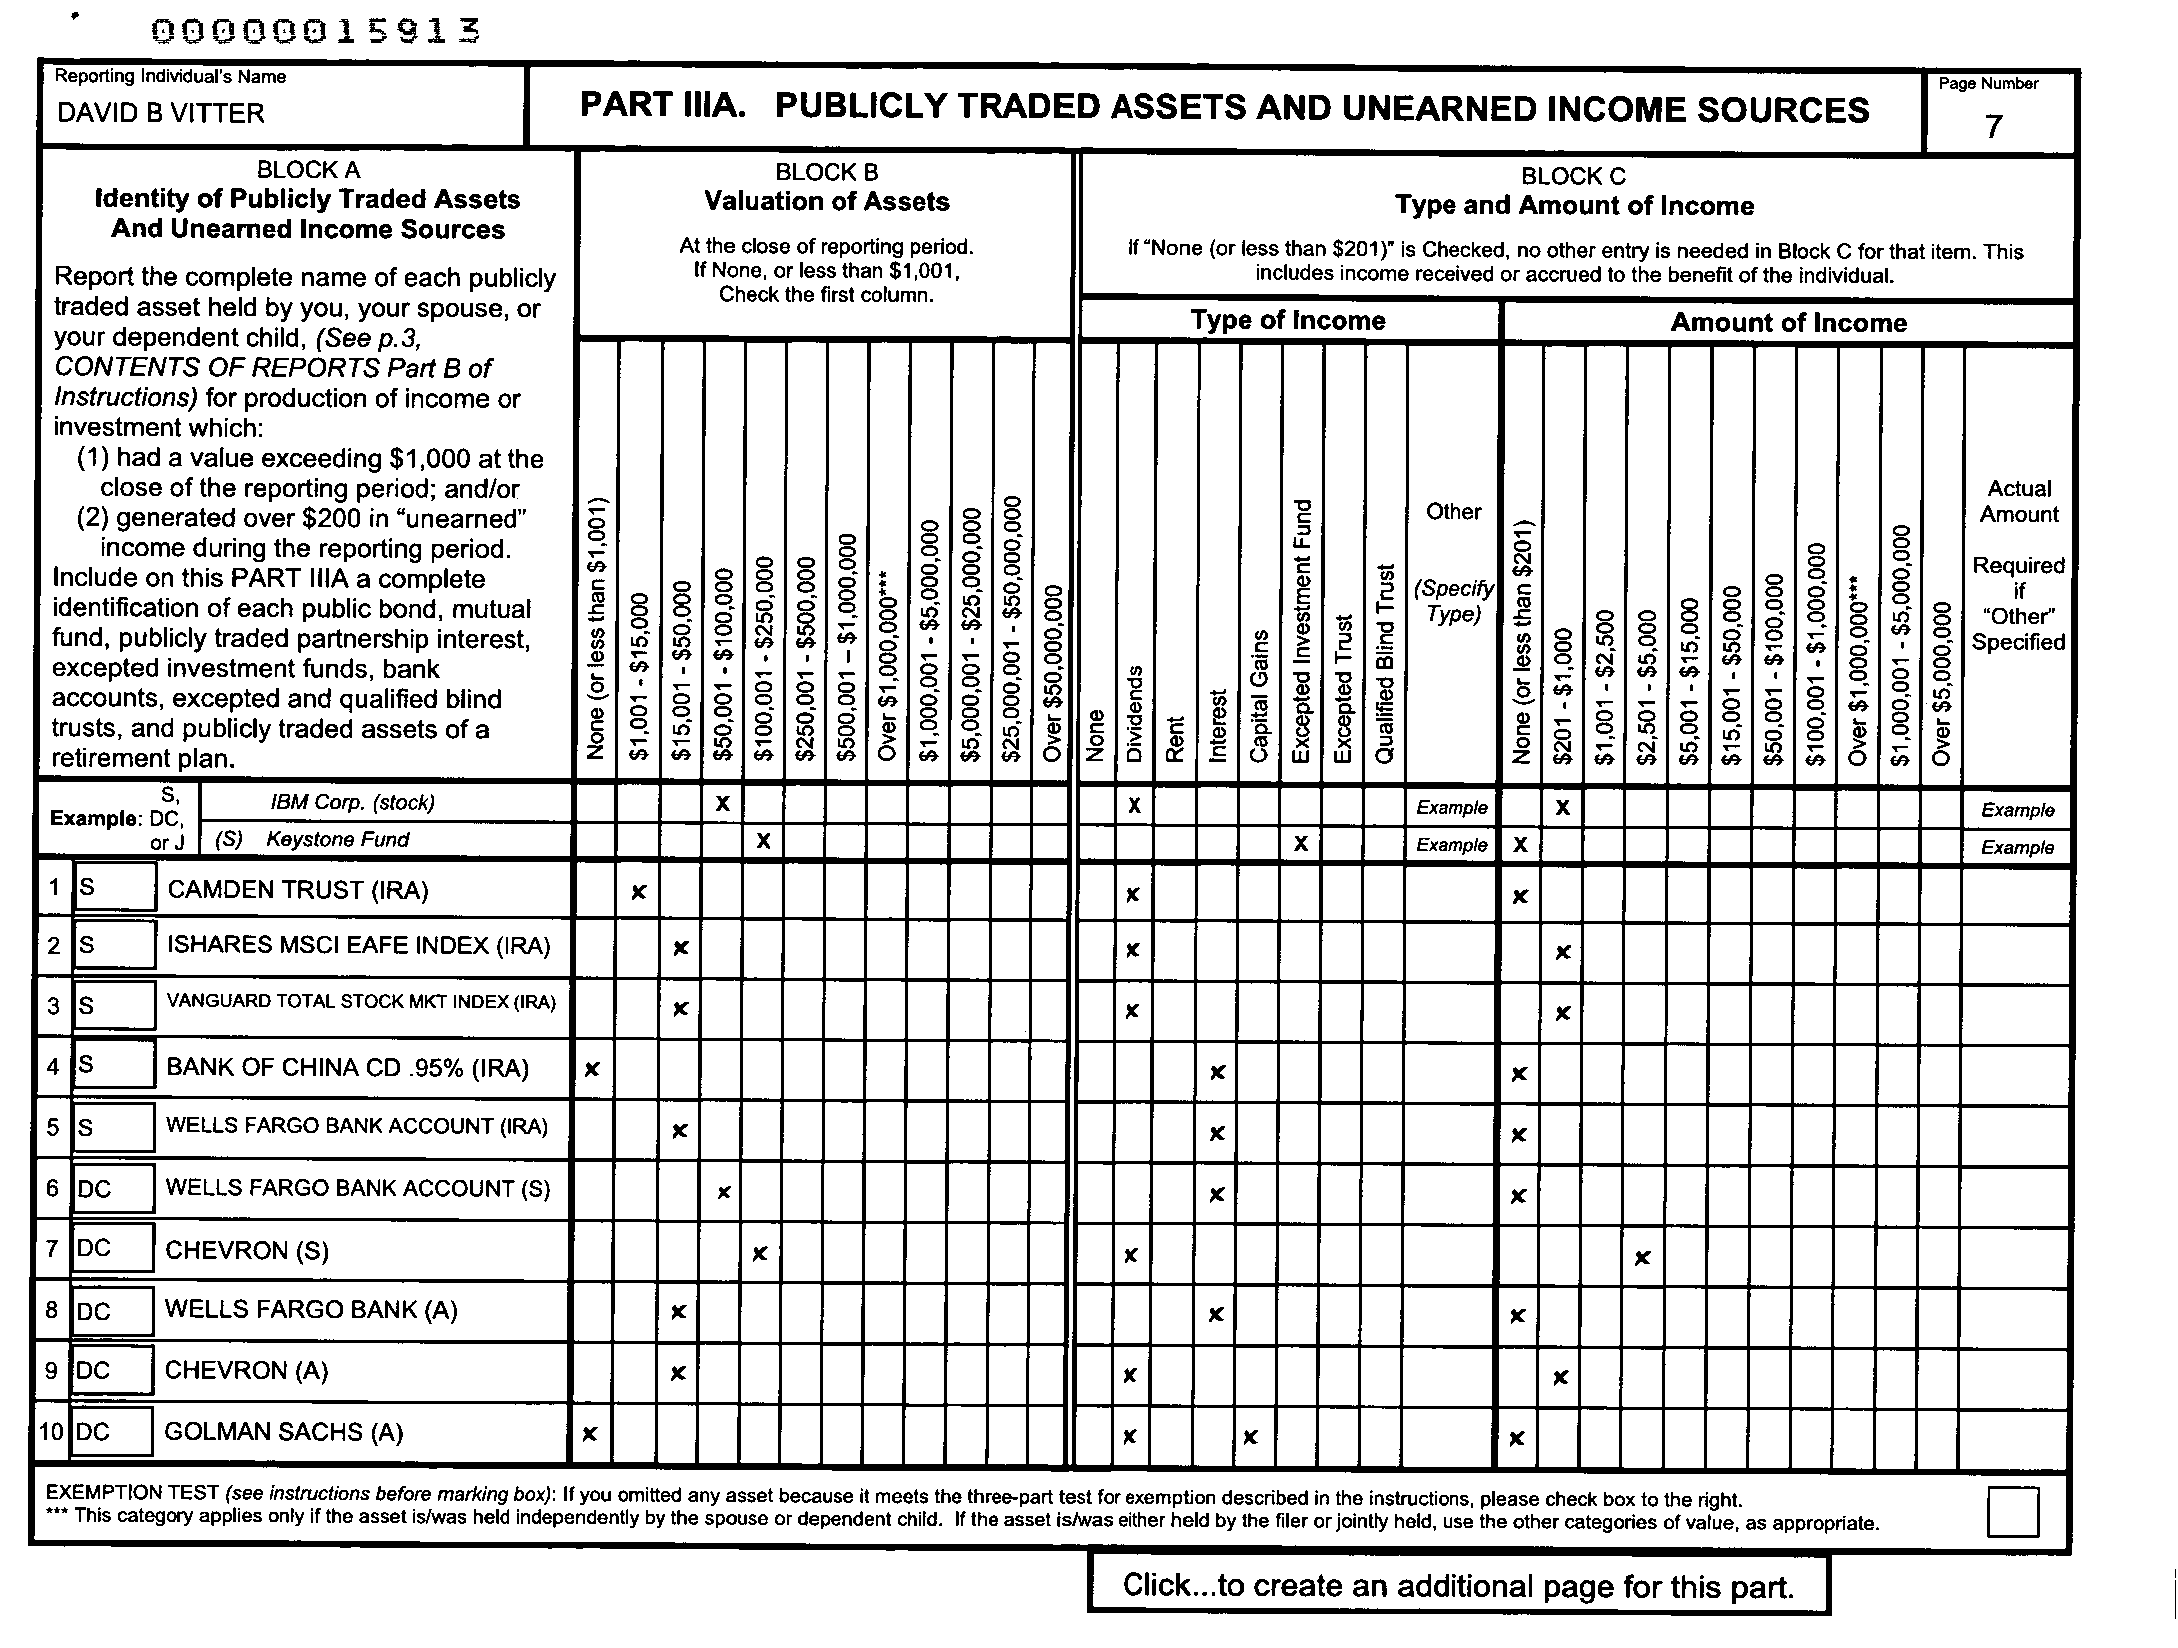 00000015913
Reporting Individual's Name
DAVID B VITTER
PART IIIA. PUBLICLY TRADED ASSETS AND UNEARNED INCOME SOURCES
Page Number
7
BLOCK A
Identity of Publicly Traded Assets
And Unearned Income Sources
Report the complete name of each publicly
traded asset held by you, your spouse, or
your dependent child, (See p.3,
CONTENTS OF REPORTS Part B of
Instructions) for production of income or
investment which:
(1) had a value exceeding $1,000 at the
close of the reporting period; and/or
(2) generated over $200 in “unearned”
income during the reporting period.
Include on this PART IIIA a complete
identification of each public bond, mutual
fund, publicly traded partnership interest,
excepted investment funds, bank
accounts, excepted and qualified blind
trusts, and publicly traded assets of a
retirement plan.
BLOCK B
Valuation of Assets
At the close of reporting period.
If None, or less than $1,001,
Check the first column.
BLOCK C
Type and Amount of Income
If “None (or less than $201)” is Checked, no other entry is needed in Block C for that item. This
includes income received or accrued to the benefit of the individual.
Type of Income
Amount of Income
None (or less than $1,001)
$1,001 - $15,000
$15,001 - $50,000
$50,001 - $100,000
$100,001 - $250,000
$250,001 - $500,000
$500,001 – $1,000,000
Over $1,000,000***
$1,000,001 - $5,000,000
$5,000,001 - $25,000,000
$25,000,001 - $50,000,000
Over $50,000,000
None
Dividends
Rent
Interest
Capital Gains
Excepted Investment Fund
Excepted Trust
Qualified Blind Trust
Other
(Specify
Type)
None (or less than $201)
$201 - $1,000
$1,001 - $2,500
$2,501 - $5,000
$5,001 - $15,000
$15,001 - $50,000
$50,001 - $100,000
$100,001 - $1,000,000
Over $1,000,000***
$1,000,001 - $5,000,000
Over $5,000,000
Actual
Amount
Required
if
“Other”
Specified
Example: S,
DC,
or J
IBM Corp. (stock) X X Example X Example
(S) Keystone Fund X X Example X Example
1 S CAMDEN TRUST (IRA) x x x
2 S ISHARES MSCI EAFE INDEX (IRA) x x x
3 S VANGUARD TOTAL STOCK MKT INDEX (IRA) x x x
4 S BANK OF CHINA CD .95% (IRA) x x x
5 S WELLS FARGO BANK ACCOUNT (IRA) x x x
6 DC WELLS FARGO BANK ACCOUNT (S) x x x
7 DC CHEVRON (S) x x x
8 DC WELLS FARGO BANK (A) x x x
9 DC CHEVRON (A) x x x
10 DC GOLMAN SACHS (A) x x x x
EXEMPTION TEST (see instructions before marking box): If you omitted any asset because it meets the three-part test for exemption described in the instructions, please check box to the right.
*** This category applies only if the asset is/was held independently by the spouse or dependent child. If the asset is/was either held by the filer or jointly held, use the other categories of value, as appropriate.
Click...to create an additional page for this part.